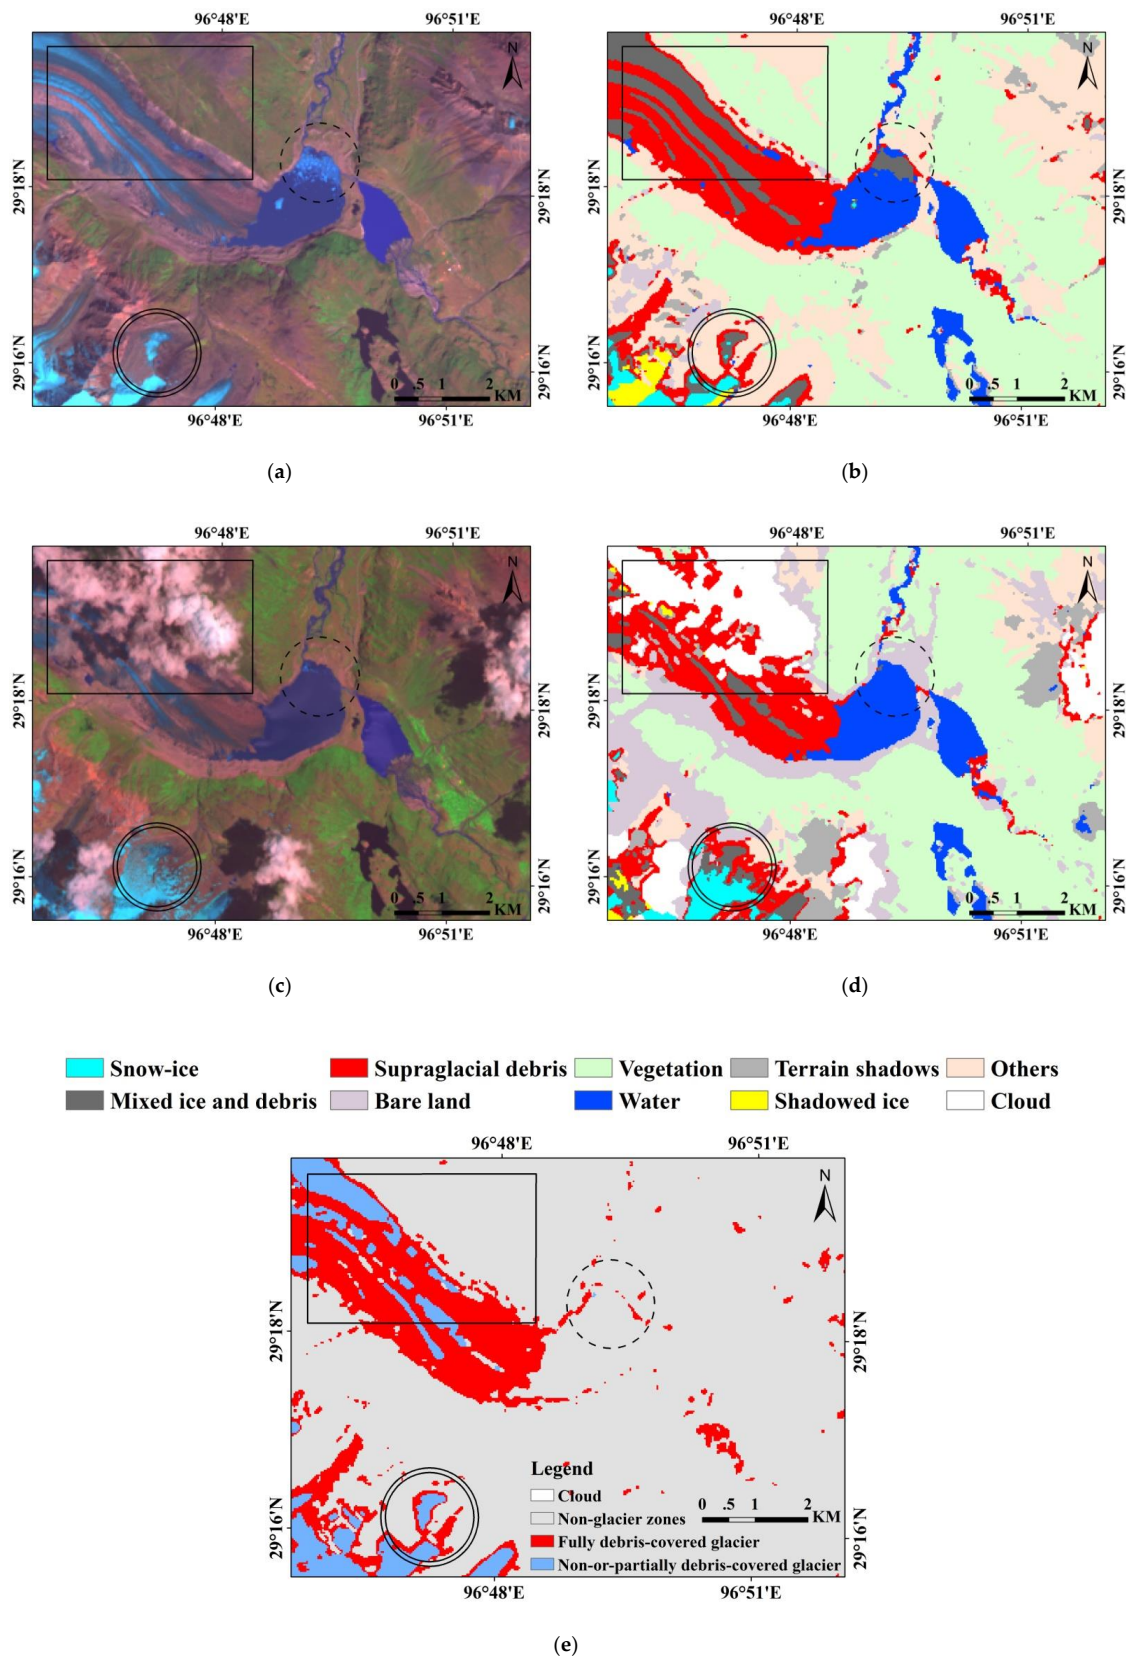 96°48'E 96°51'E 96°48'E 96°51'E
N N
29°18'N 29°18'N 29°18'N 29°18'N
29°16'N 29°16'N 29°16'N 29°16'N
0 .5 1 2 0 .5 1 2
KM KM
96°48'E 96°51'E 96°48'E 96°51'E
(a) (b)
96°48'E 96°51'E 96°48'E 96°51'E
N N
29°18'N 29°18'N 29°18'N 29°18'N
29°16'N 29°16'N 29°16'N 29°16'N
0 .5 1 2 0 .5 1 2
KM KM
96°48'E 96°51'E 96°48'E 96°51'E
(c) (d)
Snow-ice Supraglacial debris Vegetation Terrain shadows Others
Mixed ice and debris Bare land Water Shadowed ice Cloud
96°48'E 96°51'E
N
29°18'N 29°18'N
29°16'N 29°16'N
Legend
Cloud
0 .5 1 2
Non-glacier zones KM
Fully debris-covered glacier
Non-or-partially debris-covered glacier
96°48'E 96°51'E
(e)